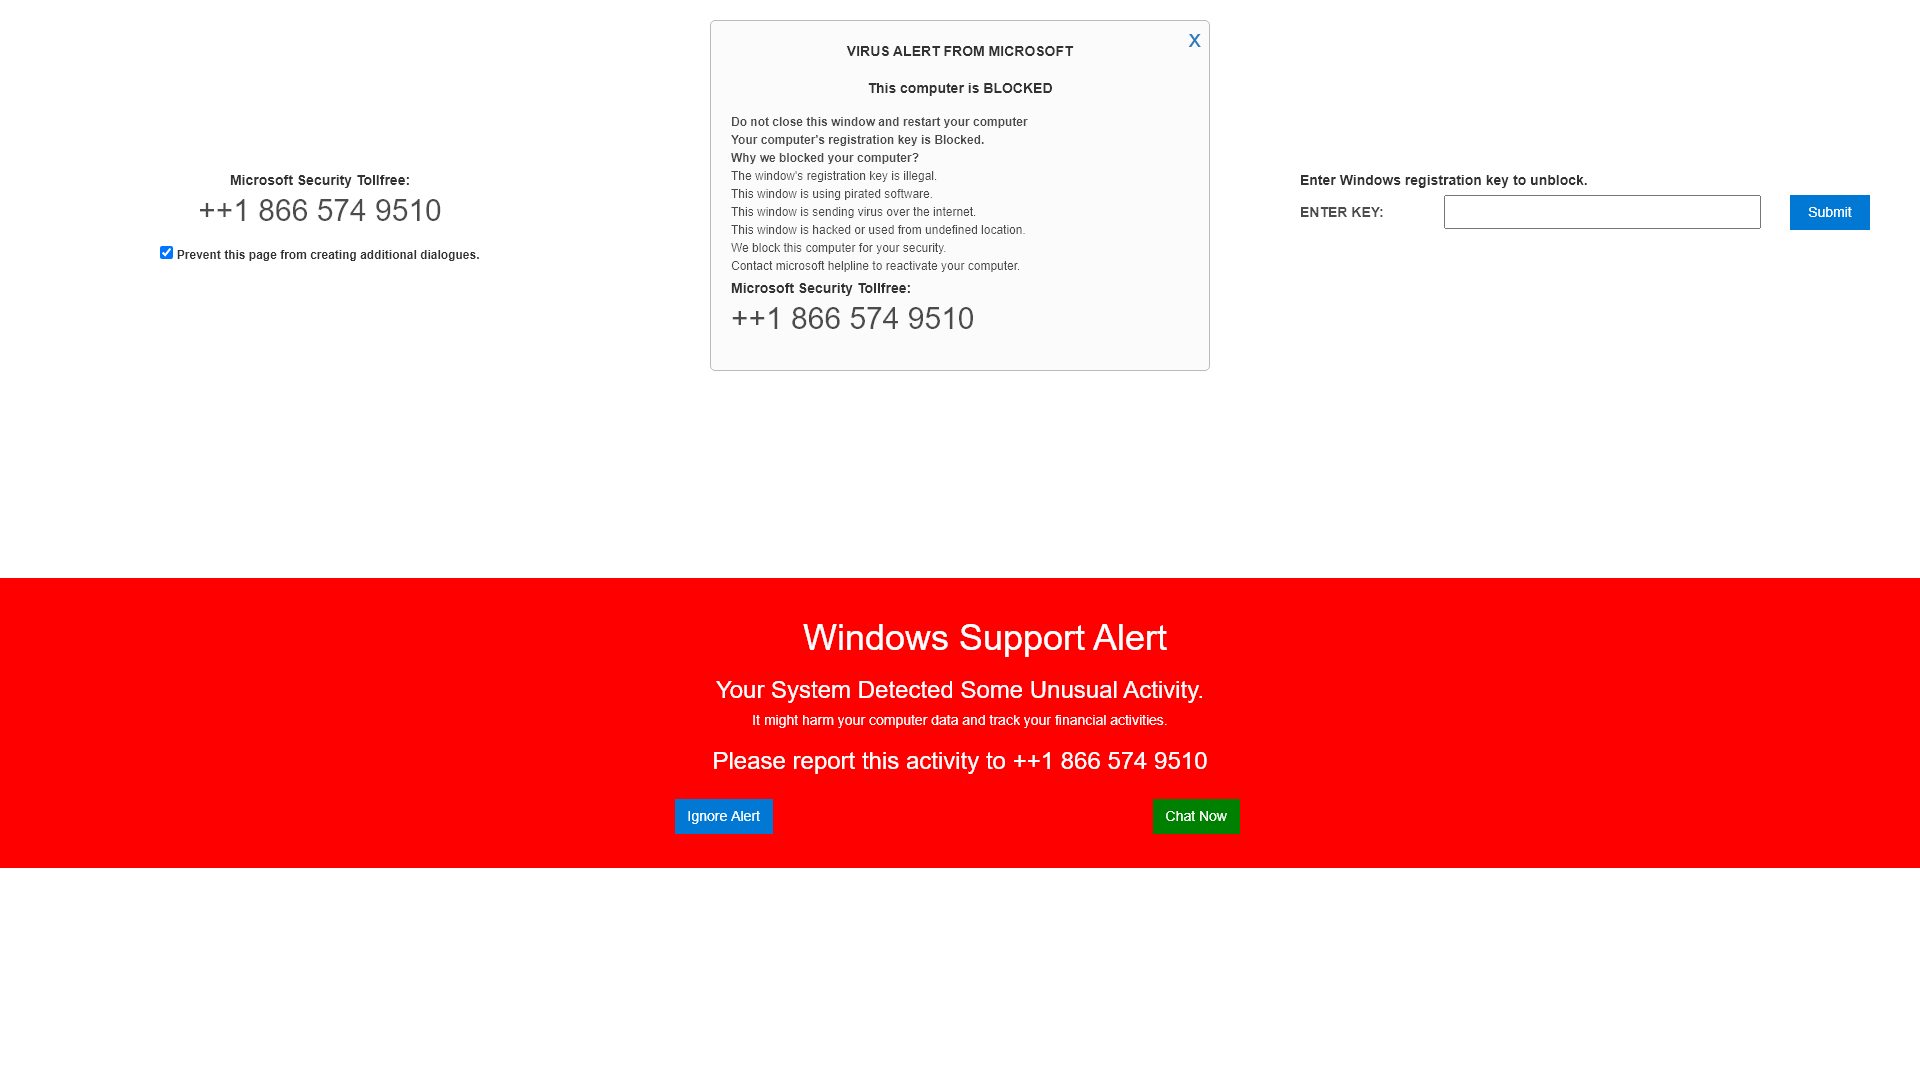 X
VIRUS ALERT FROM MICROSOFT
This computer is BLOCKED
Do not close this window and restart your computer
Your computer's registration key is Blocked.
Why we blocked your computer?
The window's registration key is illegal.
This window is using pirated software.
This window is sending virus over the internet.
This window is hacked or used from undefined location.
We block this computer for your security.
Contact microsoft helpline to reactivate your computer.
Microsoft Security Tollfree:
++1 866 574 9510
Microsoft Security Tollfree:
++1 866 574 9510
Prevent this page from creating additional dialogues.
Enter Windows registration key to unblock.
ENTER KEY:
Submit
Windows Support Alert
Your System Detected Some Unusual Activity.
It might harm your computer data and track your financial activities.
Please report this activity to ++1 866 574 9510
Ignore Alert
Chat Now